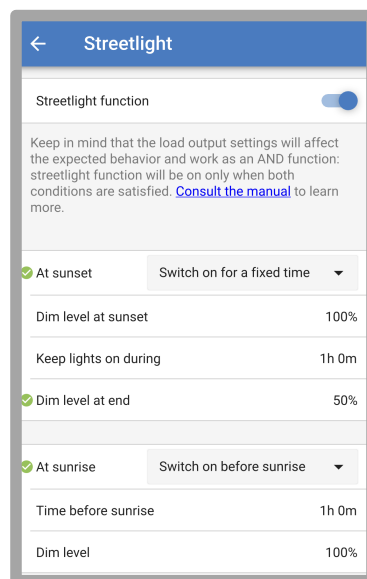 Streetlight
Streetlight function
Keep in mind that the load output settings will affect
the expected behavior and work as an AND function:
streetlight function will be on only when both
conditions are satisfied. Consult the manual to learn
more.
At sunset Switch on for a fixed time
Dim level at sunset 100%
Keep lights on during 1h 0m
Dim level at end 50%
At sunrise Switch on before sunrise
Time before sunrise 1h 0m
Dim level 100%